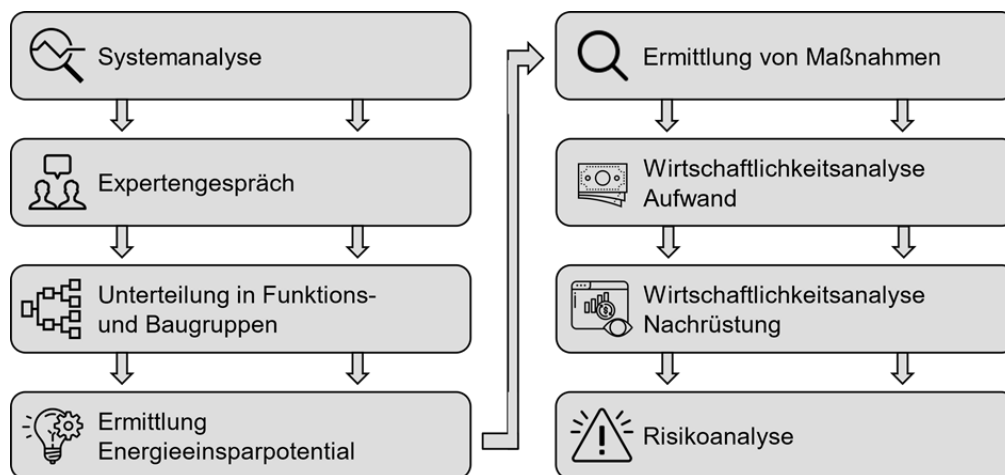 Systemanalyse
Expertengespräch
Unterteilung in Funktions-
und Baugruppen
Ermittlung
Energieeinsparpotential
Ermittlung von Maßnahmen
Wirtschaftlichkeitsanalyse
Aufwand
Wirtschaftlichkeitsanalyse
Nachrüstung
Risikoanalyse